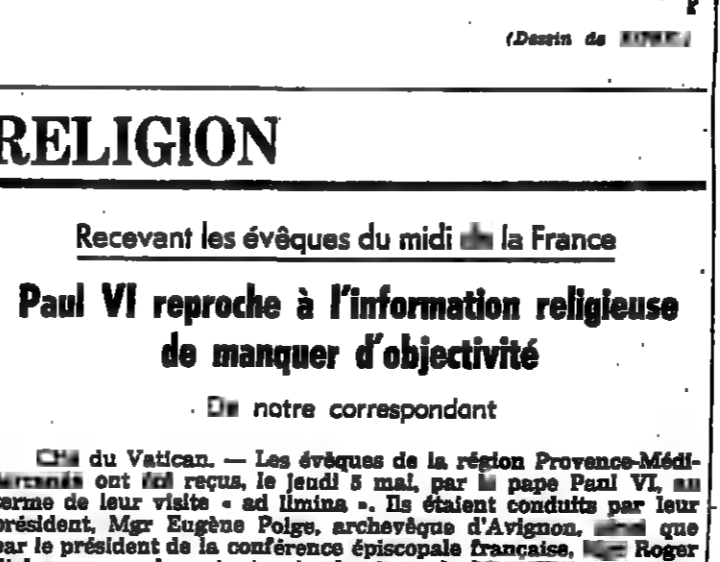 (Dessin de
RELIGION
Recevant les évêques du midi la France
Paul VI reproche à l'information religieuse
de manquer d'objectivité
notre correspondant
du Vatican. — Les évêques de la région Provence-Médi-
ont reçus, le jeudi 5 mai, par pape Paul VI, au
terme de leur visite « ad limina ». Ils étaient conduits par leur
président, Mgr Eugène Polge, archevêque d'Avignon, que
par le président de la conférence épiscopale française, Roger